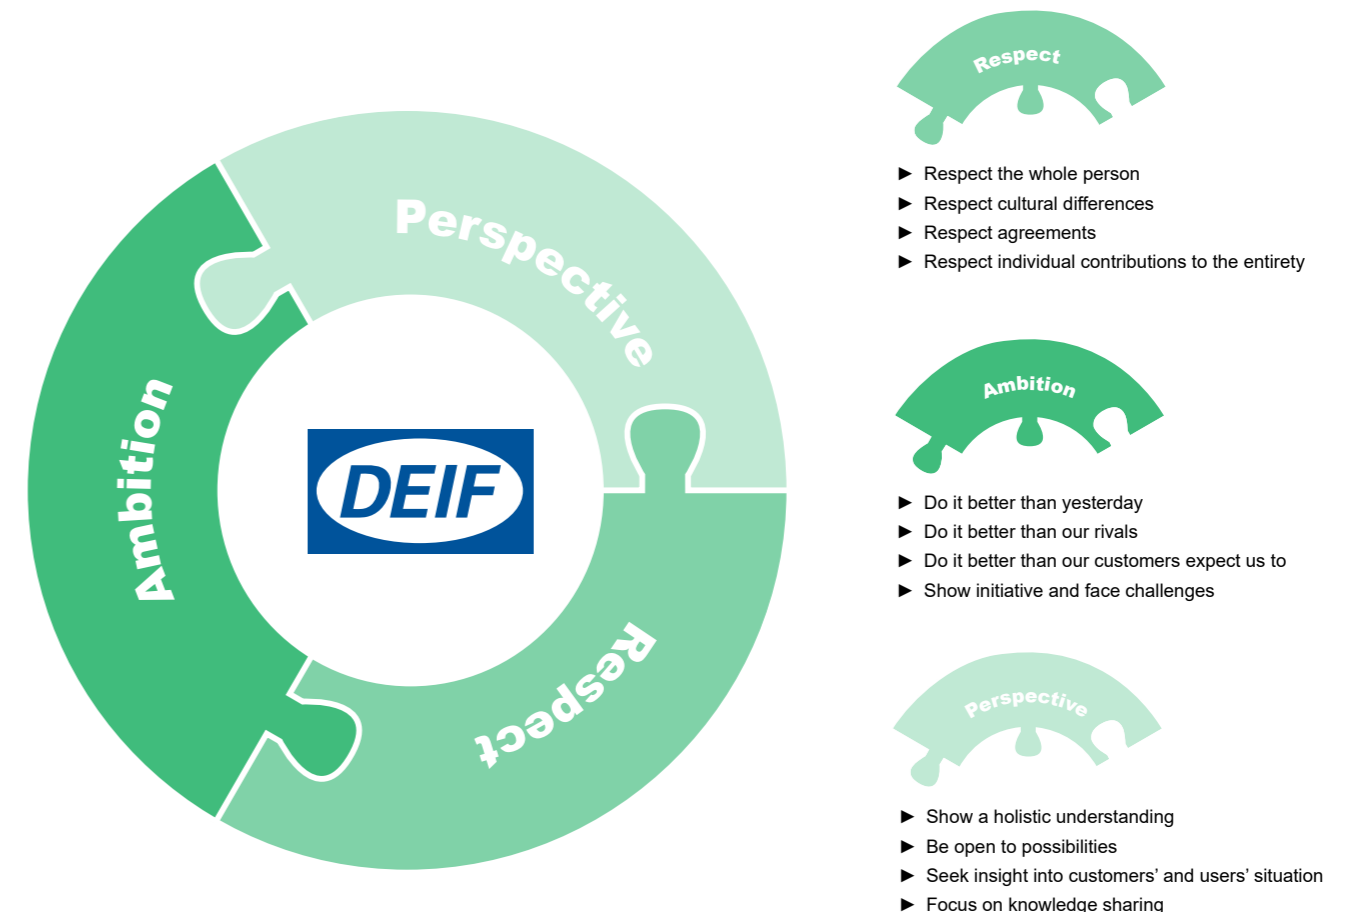 Perspective
Ambition
DEIF
Respect
Respect
► Respect the whole person
► Respect cultural differences
► Respect agreements
► Respect individual contributions to the entirety
Ambition
► Do it better than yesterday
► Do it better than our rivals
► Do it better than our customers expect us to
► Show initiative and face challenges
Perspective
► Show a holistic understanding
► Be open to possibilities
► Seek insight into customers’ and users’ situation
► Focus on knowledge sharing